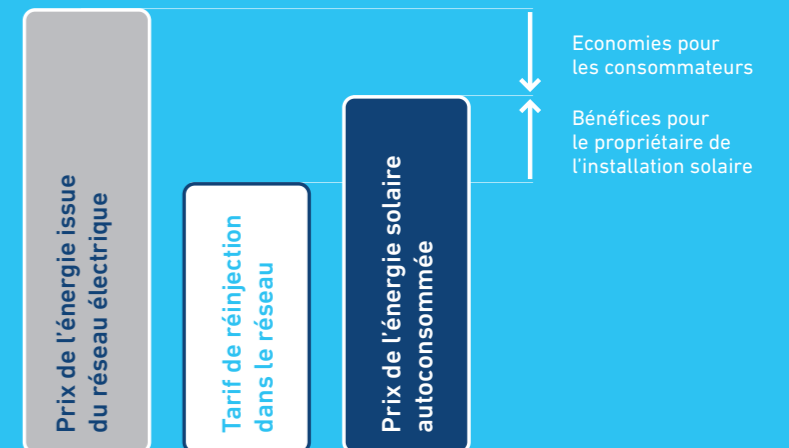 Prix de l'énergie issue
du réseau électrique
Tarif de réinjection
dans le réseau
Prix de l'énergie solaire
autoconsommée
Economies pour
les consommateurs
Bénéfices pour
le propriétaire de
l'installation solaire